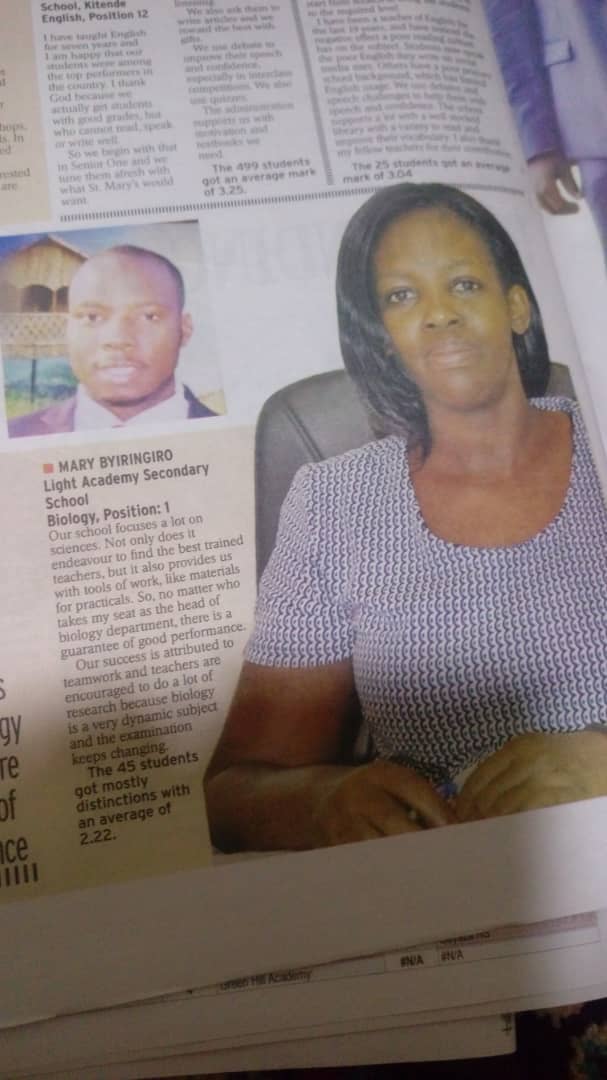 School, Kitende
English, Position 12
I have taught English
for seven years and
I am happy that our
students were among
the top performers in
the country. I thank
God because we
actually get students
with good grades, but
who cannot read, speak
or write well.
So we begin with that
in Senior One and we
tune them afresh with
what St. Mary's would
want.
We also ask them to
write articles and we
reward the best with
gifts.
We use debate to
improve their speech
and confidence,
especially in interclass
competitions. We also
use quizzes.
The administration
supports us with
motivation and
textbooks we
need.
The 499 students
got an average mark
of 3.25.
to the required level.
I have been a teacher of English for
the last 19 years, and have noticed the
negative effect a poor reading culture
has on the subject. Students
the poor English they
media sites. Others have a poor primary
school background, which has
English usage. We use debates and
speech
speech and confidence. The
supports a lot with a well stocked
library with a variety to read and
improve their vocabulary. I also thank
my fellow teachers for their
The 25 students got an average
mark of 3.04
MARY BYIRINGIRO
Light Academy Secondary
School
Biology, Position: 1
Our school focuses a lot on
sciences. Not only does it
endeavour to find the best trained
teachers, but it also provides us
with tools of work, like materials
for practicals. So, no matter who
takes my seat as the head of
biology department, there is a
guarantee of good performance.
Our success is attributed to
teamwork and teachers are
encouraged to do a lot of
research because biology
is a very dynamic subject
and the examination
keeps changing.
The 45 students
got mostly
distinctions with
an average of
2.22.
of
Green Hill Academy
#N/A
#N/A